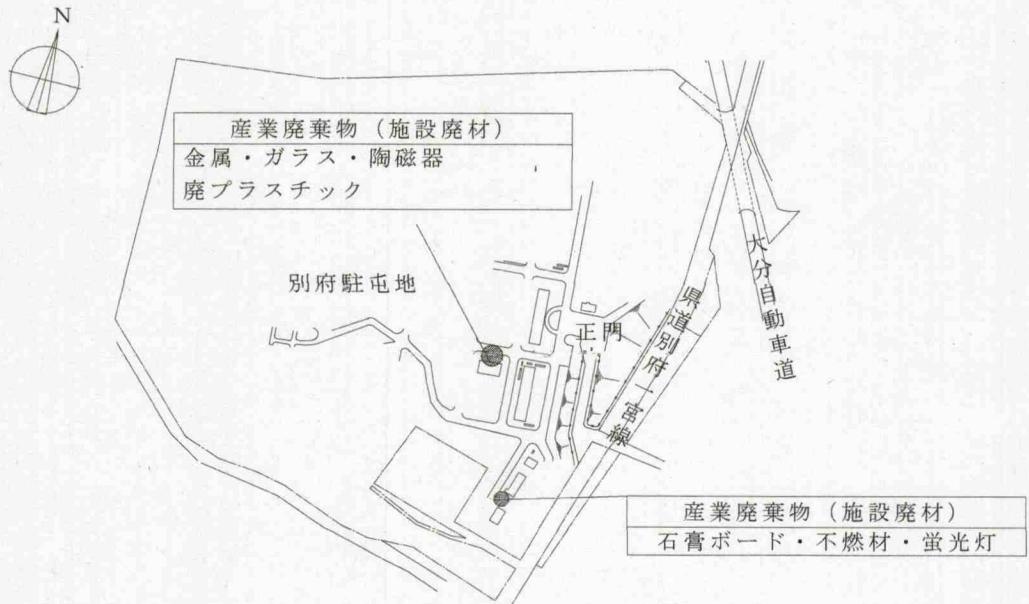 N
産業廃棄物（施設廃材）
金属・ガラス・陶磁器
廃プラスチック
別府駐屯地
正門
県道別府一宮線
大分自動車道
産業廃棄物（施設廃材）
石膏ボード・不燃材・蛍光灯